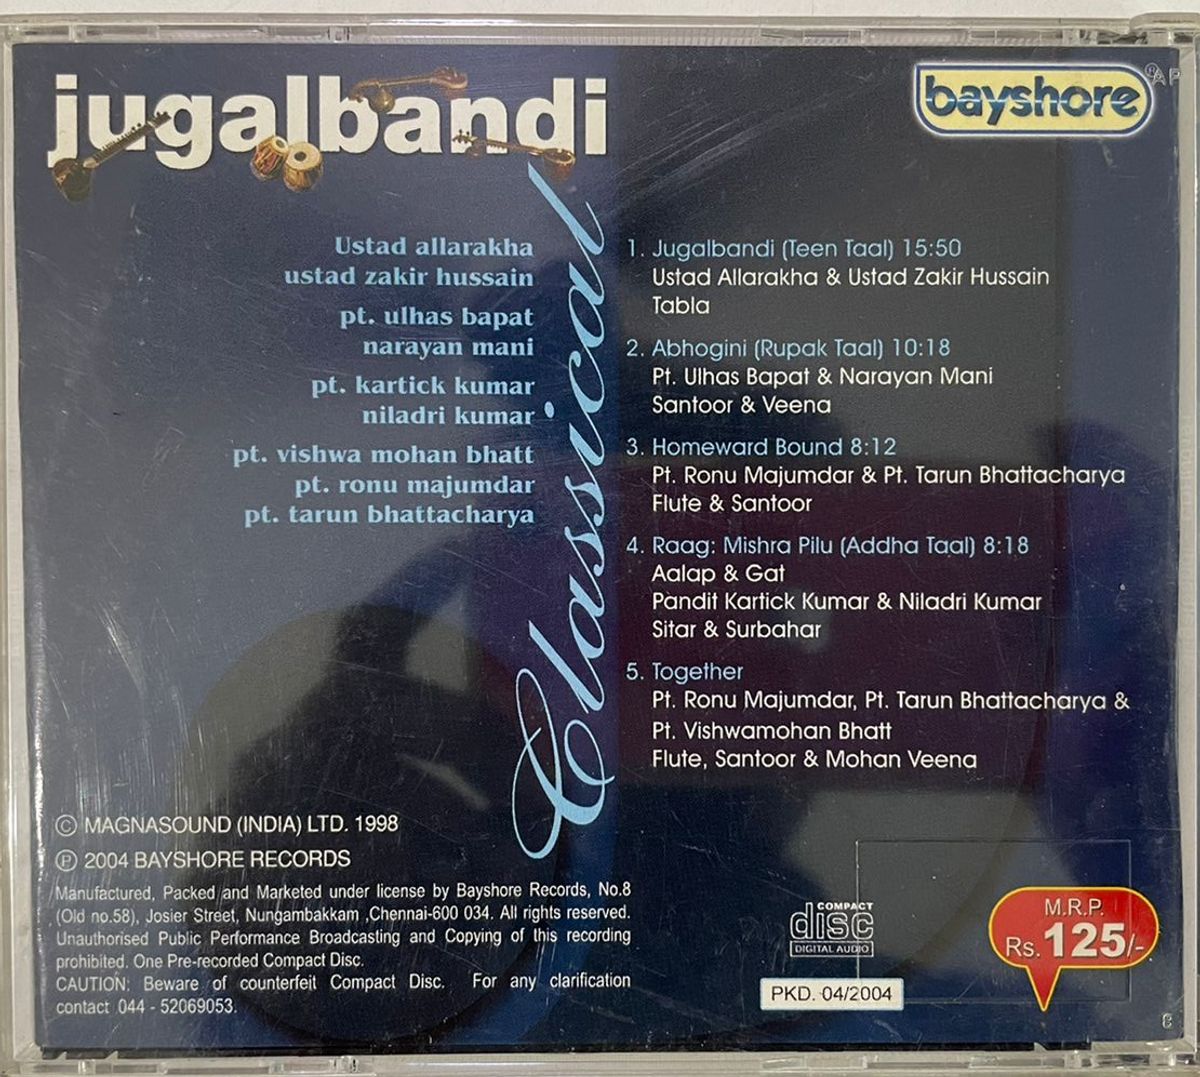 jugalbandi
bayshore
Classical
Ustad allarakha
ustad zakir hussain
pt. ulhas bapat
narayan mani
pt. kartick kumar
niladri kumar
pt. vishwa mohan bhatt
pt. ronu majumdar
pt. tarun bhattacharya
1. Jugalbandi (Teen Taal) 15:50
Ustad Allarakha & Ustad Zakir Hussain
Tabla
2. Abhogini (Rupak Taal) 10:18
Pt. Ulhas Bapat & Narayan Mani
Santoor & Veena
3. Homeward Bound 8:12
Pt. Ronu Majumdar & Pt. Tarun Bhattacharya
Flute & Santoor
4. Raag: Mishra Pilu (Addha Taal) 8:18
Aalap & Gat
Pandit Kartick Kumar & Niladri Kumar
Sitar & Surbahar
5. Together
Pt. Ronu Majumdar, Pt. Tarun Bhattacharya &
Pt. Vishwamohan Bhatt
Flute, Santoor & Mohan Veena
© MAGNASOUND (INDIA) LTD. 1998
℗ 2004 BAYSHORE RECORDS
Manufactured, Packed and Marketed under license by Bayshore Records, No.8
(Old no.58), Josier Street, Nungambakkam ,Chennai-600 034. All rights reserved.
Unauthorised Public Performance Broadcasting and Copying of this recording
prohibited. One Pre-recorded Compact Disc.
CAUTION: Beware of counterfeit Compact Disc. For any clarification
contact 044 - 52069053.
COMPACT
disc
DIGITAL AUDIO
PKD. 04/2004
M.R.P.
Rs. 125/-